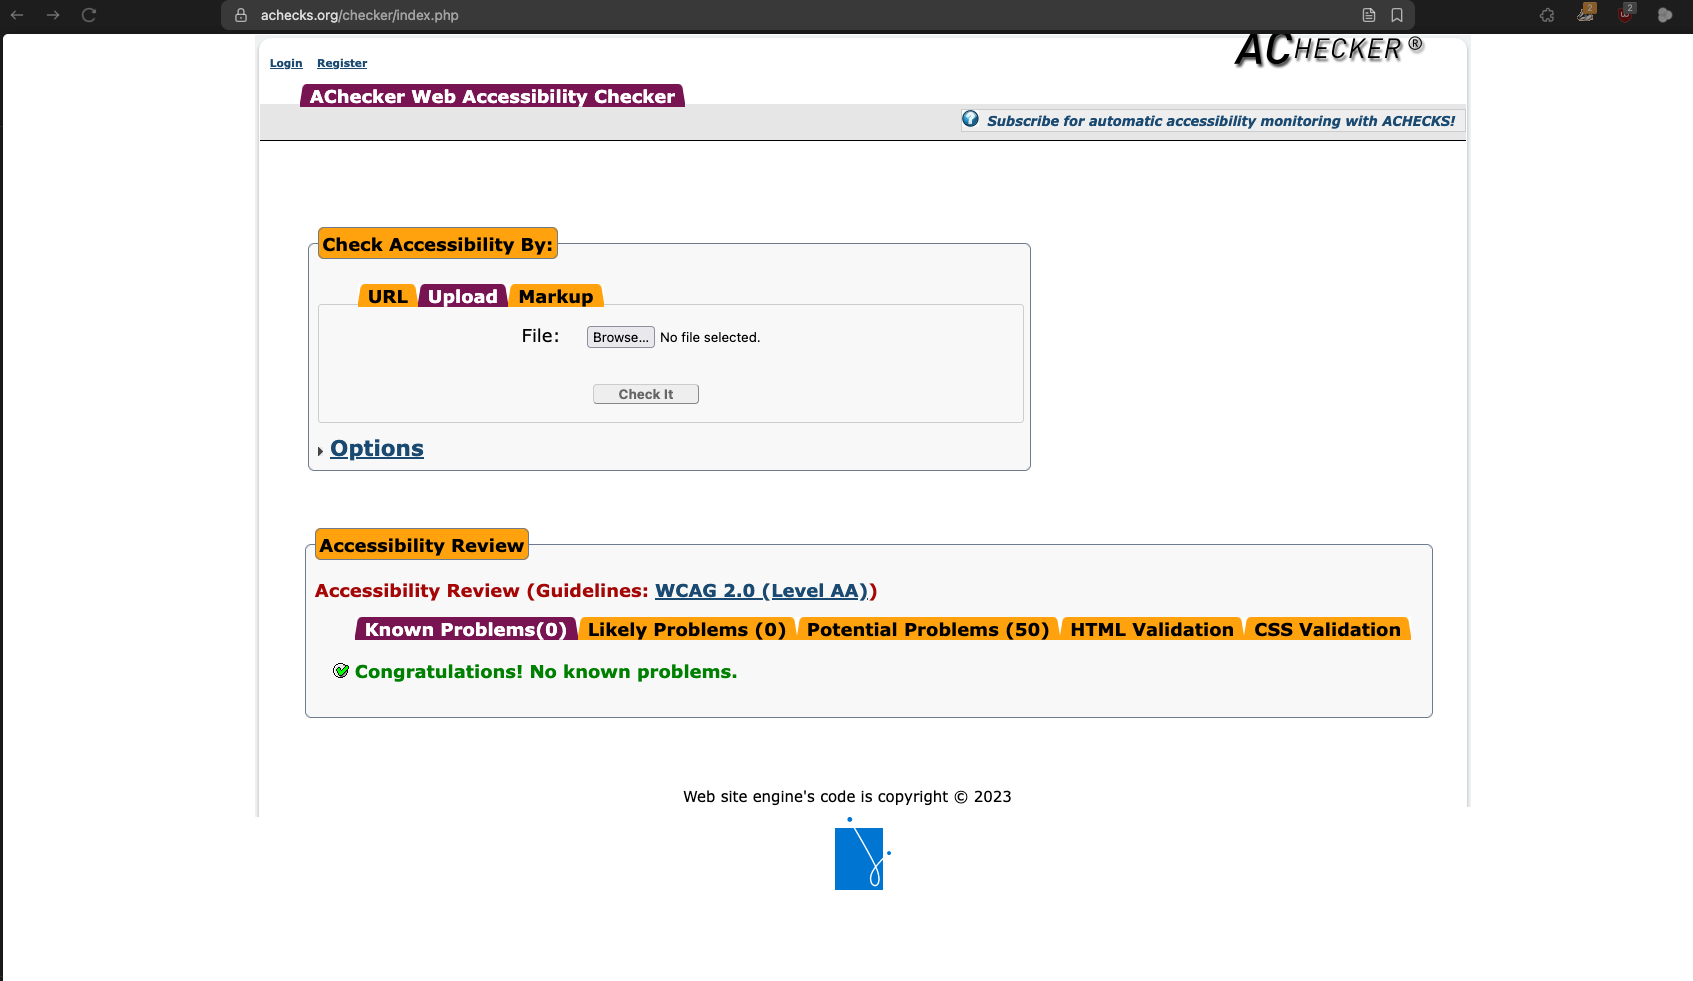 achecks.org/checker/index.php
2
2
Login Register
ACHECKER ®
AChecker Web Accessibility Checker
Subscribe for automatic accessibility monitoring with ACHECKS!
Check Accessibility By:
URL Upload Markup
File: Browse... No file selected.
Check It
Options
Accessibility Review
Accessibility Review (Guidelines: WCAG 2.0 (Level AA))
Known Problems(0) Likely Problems (0) Potential Problems (50) HTML Validation CSS Validation
Congratulations! No known problems.
Web site engine's code is copyright © 2023